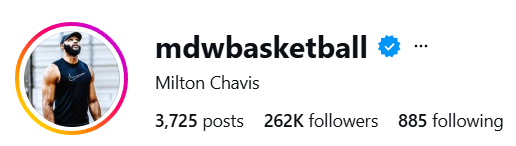 mdwbasketball ...
Milton Chavis
3,725 posts 262K followers 885 following